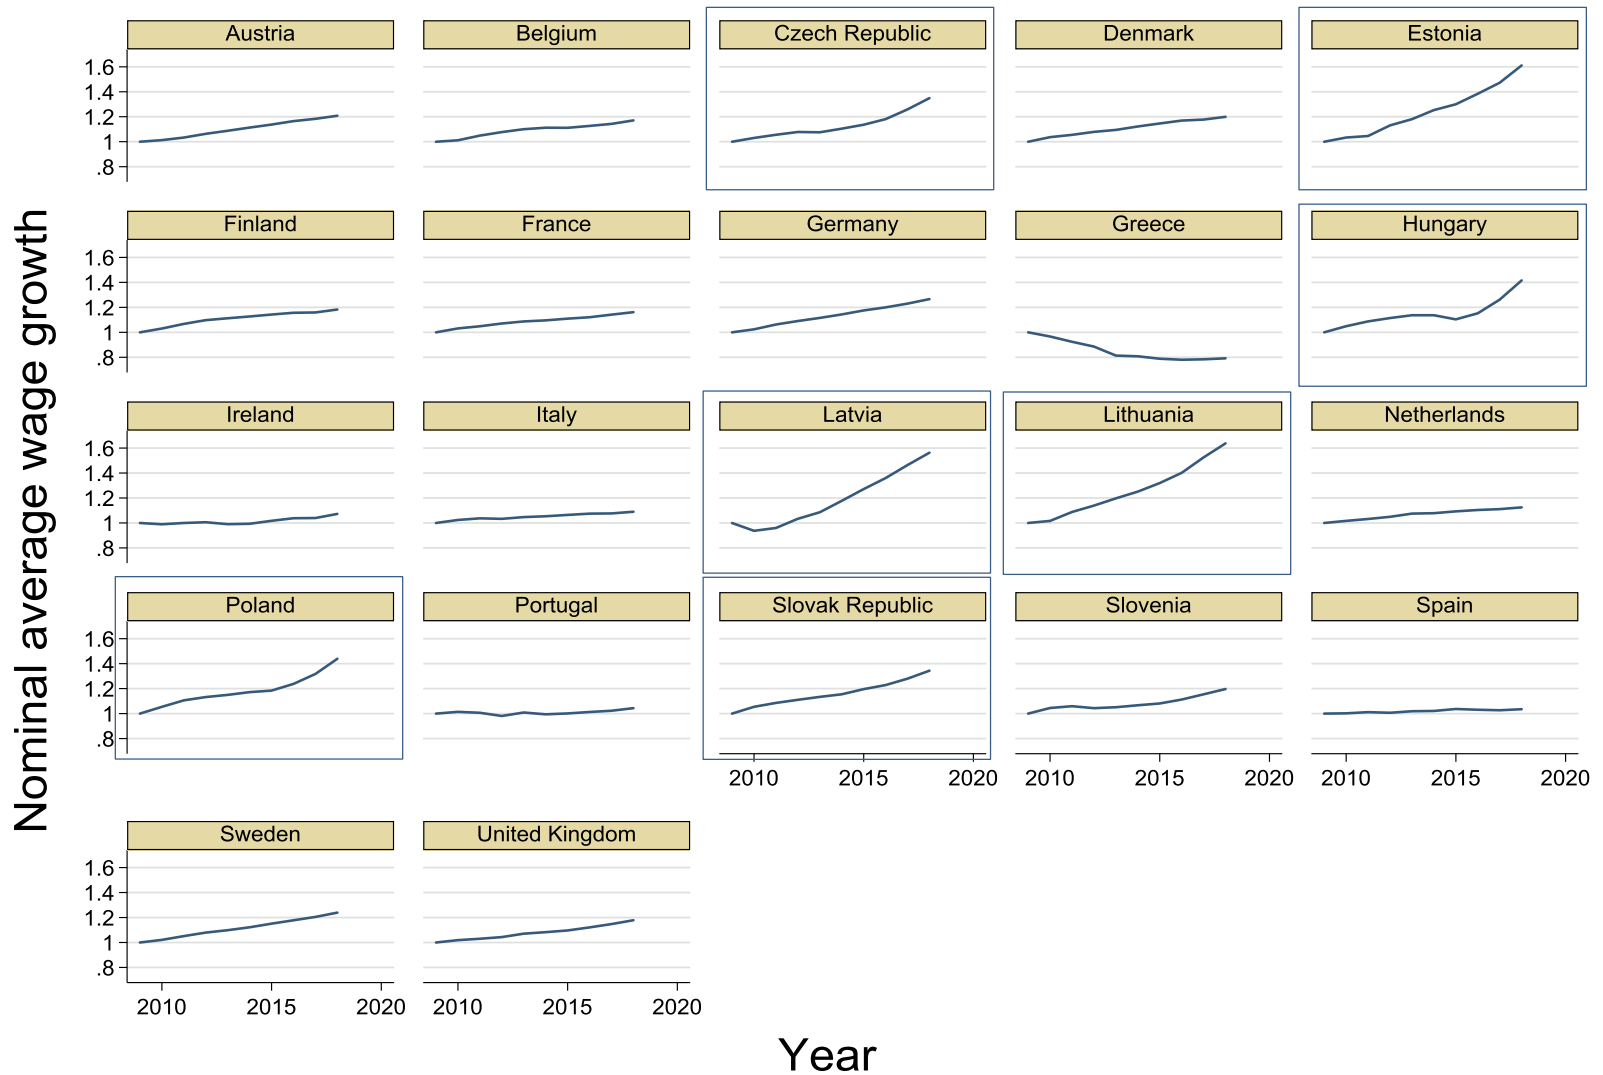 Nominal average wage growth
Austria Belgium Czech Republic Denmark Estonia
1.6
1.4
1.2
1
.8
Finland France Germany Greece Hungary
1.6
1.4
1.2
1
.8
Ireland Italy Latvia Lithuania Netherlands
1.6
1.4
1.2
1
.8
Poland Portugal Slovak Republic Slovenia Spain
1.6
1.4
1.2
1
.8
2010 2015 2020 2010 2015 2020 2010 2015 2020
Sweden United Kingdom
1.6
1.4
1.2
1
.8
2010 2015 2020 2010 2015 2020
Year